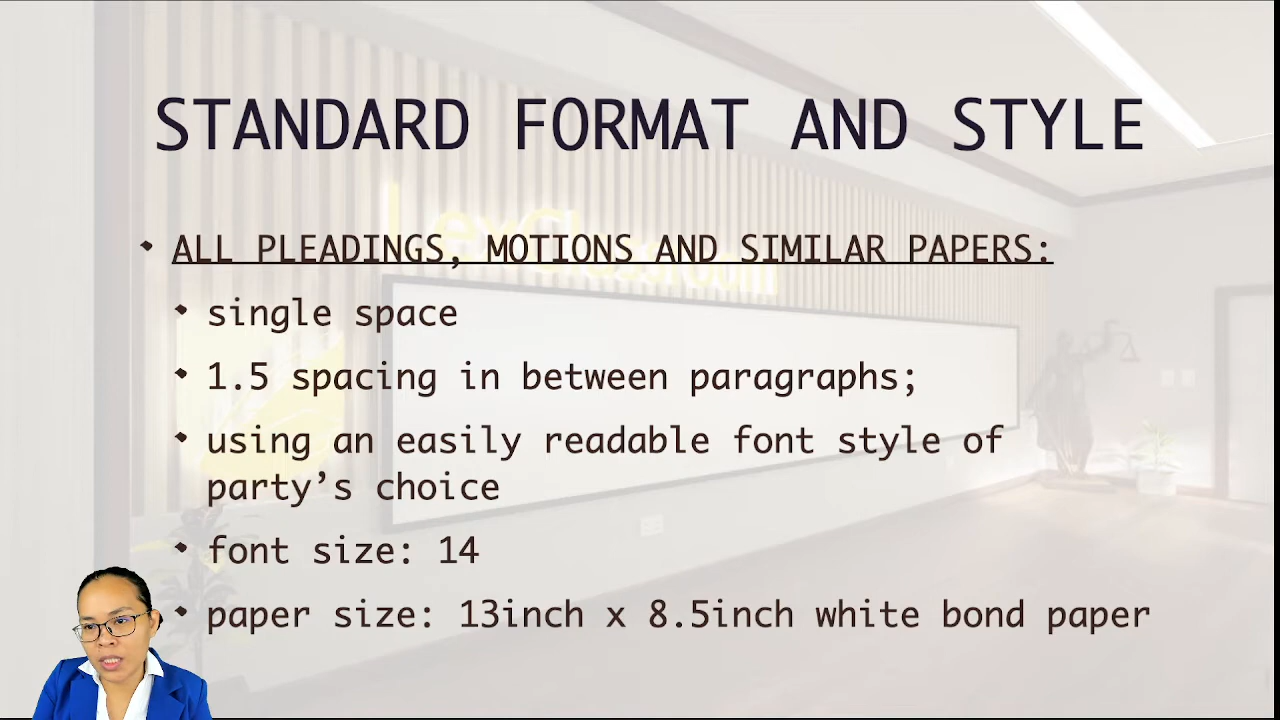 STANDARD FORMAT AND STYLE
LexClassroom
• ALL PLEADINGS, MOTIONS AND SIMILAR PAPERS:
• single space
• 1.5 spacing in between paragraphs;
• using an easily readable font style of
party’s choice
• font size: 14
• paper size: 13inch x 8.5inch white bond paper